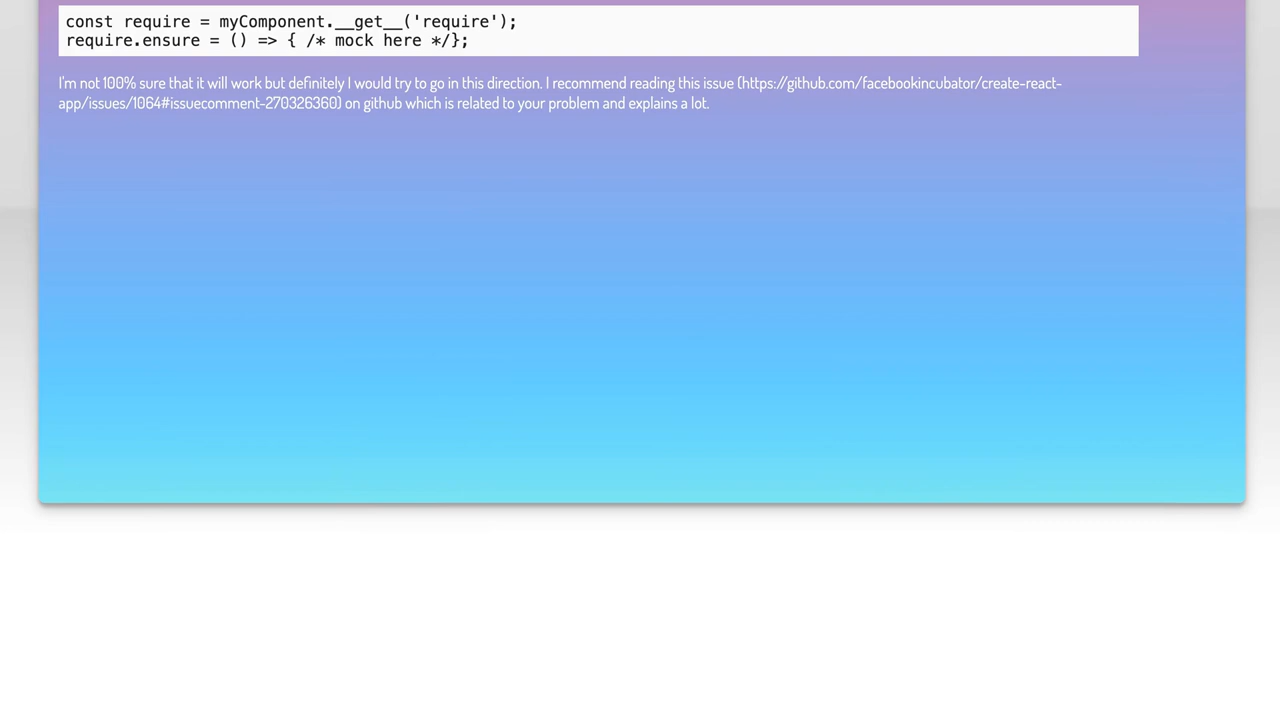 const require = myComponent.__get__('require');
require.ensure = () => { /* mock here */};
I'm not 100% sure that it will work but definitely I would try to go in this direction. I recommend reading this issue (https://github.com/facebookincubator/create-react-
app/issues/1064#issuecomment-270326360) on github which is related to your problem and explains a lot.